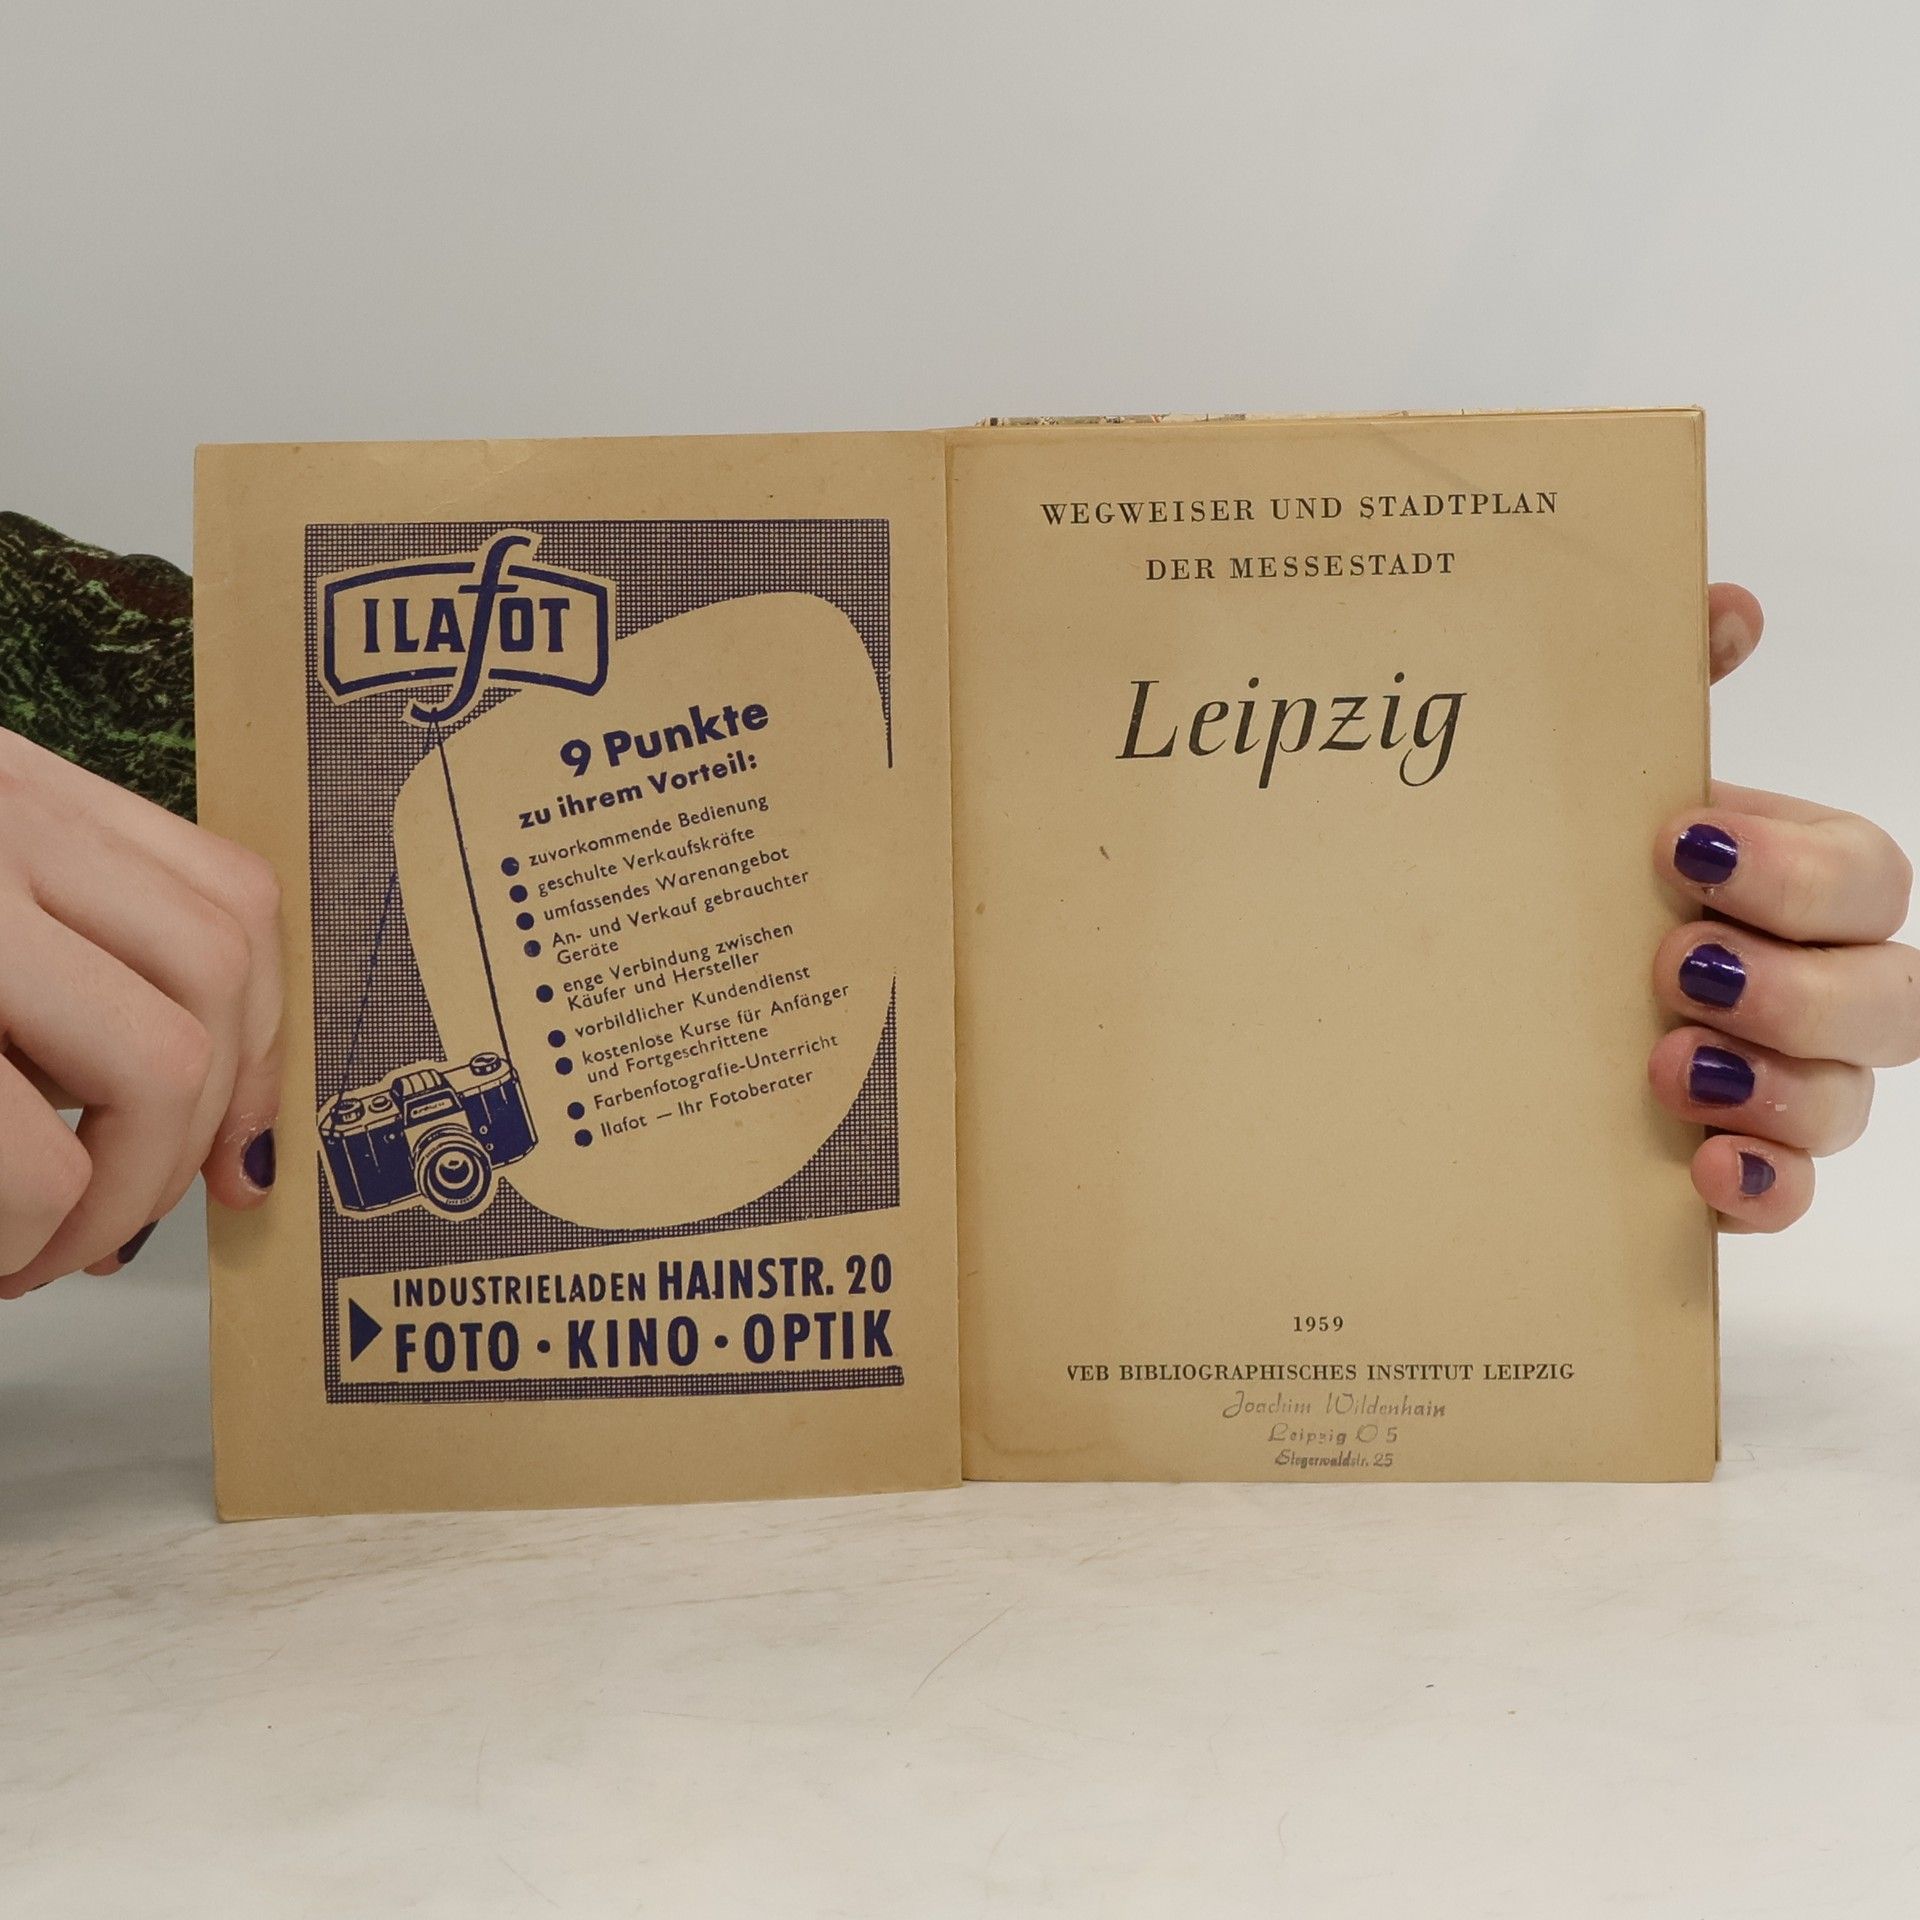 ILAfOT
9 Punkte
zu ihrem Vorteil:
● zuvorkommende Bedienung
● geschulte Verkaufskräfte
● umfassendes Warenangebot
● An- und Verkauf gebrauchter
Geräte
● enge Verbindung zwischen
Käufer und Hersteller
● vorbildlicher Kundendienst
● kostenlose Kurse für Anfänger
und Fortgeschrittene
● Farbenfotografie-Unterricht
● Ilafot — Ihr Fotoberater
INDUSTRIELADEN HAINSTR. 20
FOTO · KINO · OPTIK
WEGWEISER UND STADTPLAN
DER MESSESTADT
Leipzig
1959
VEB BIBLIOGRAPHISCHES INSTITUT LEIPZIG
Joachim Wildenhain
Leipzig O 5
Stegerwaldstr. 25